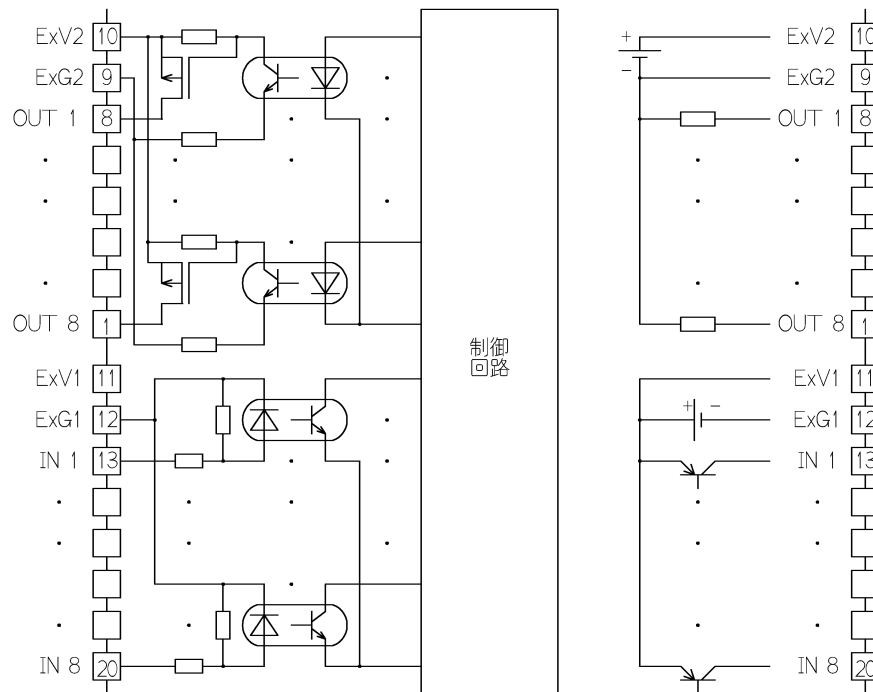 ExV2 10
ExG2 9
OUT 1 8
OUT 8 1
ExV1 11
ExG1 12
IN 1 13
IN 8 20
制御
回路
+
-
ExV2 10
ExG2 9
OUT 1 8
OUT 8 1
ExV1 11
+ -
ExG1 12
IN 1 13
IN 8 20